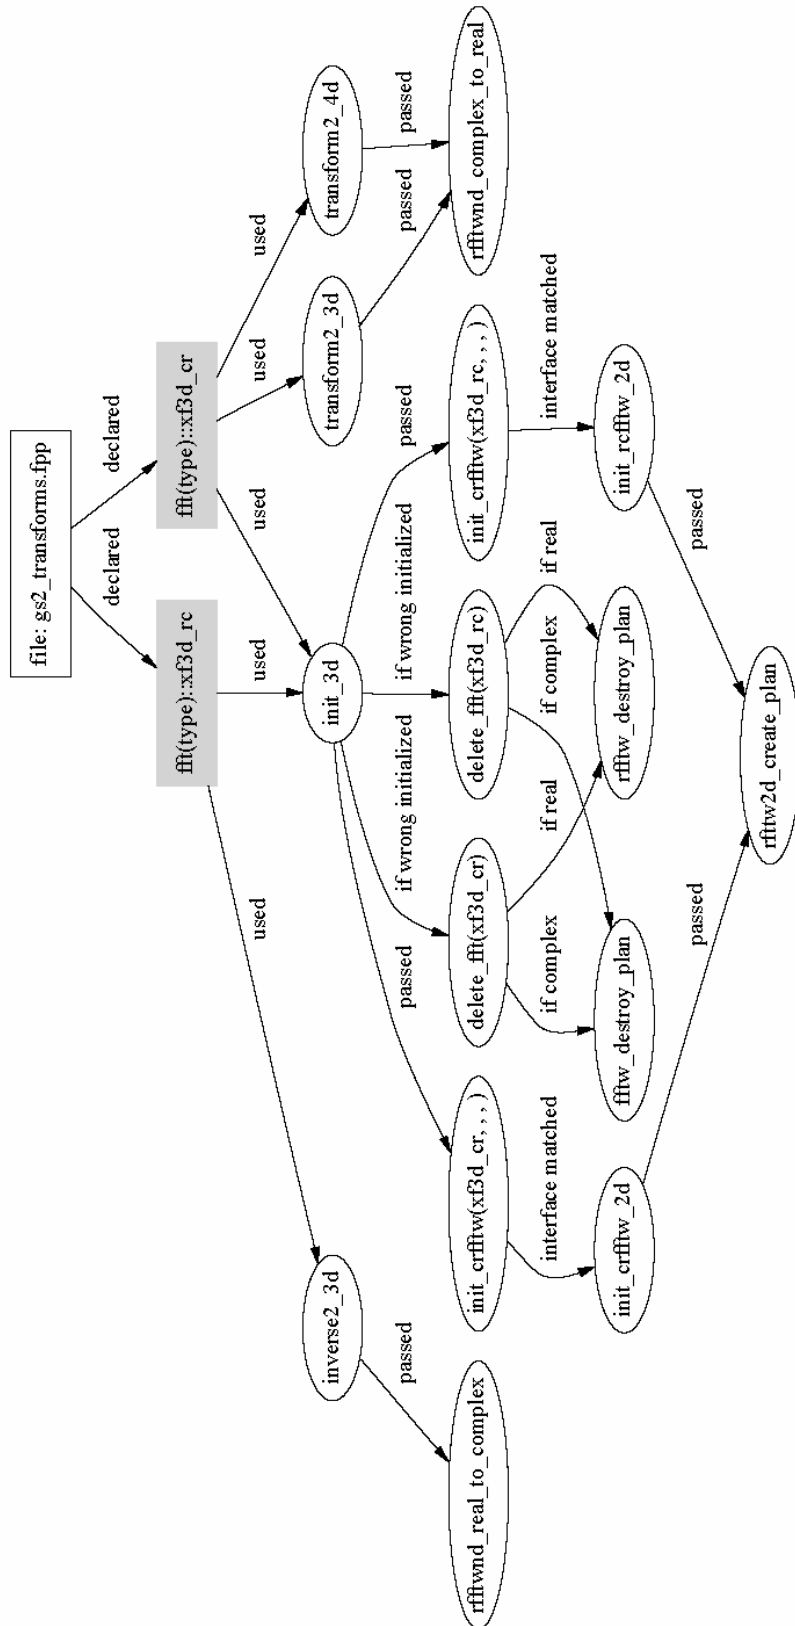 file: gs2_transforms.fpp
declared
declared
fft(type)::xf3d_rc
fft(type)::xf3d_cr
used
used
used
used
used
inverse2_3d
init_3d
transform2_3d
transform2_4d
passed
passed
if wrong initialized
if wrong initialized
passed
passed
passed
rfftwnd_real_to_complex
init_crfftw(xf3d_cr, , , )
delete_fft(xf3d_cr)
delete_fft(xf3d_rc)
init_crfftw(xf3d_rc, , , )
rfftwnd_complex_to_real
interface matched
if complex
if real
if complex
if real
interface matched
init_crfftw_2d
fftw_destroy_plan
rfftw_destroy_plan
init_rcfftw_2d
passed
passed
rfftw2d_create_plan